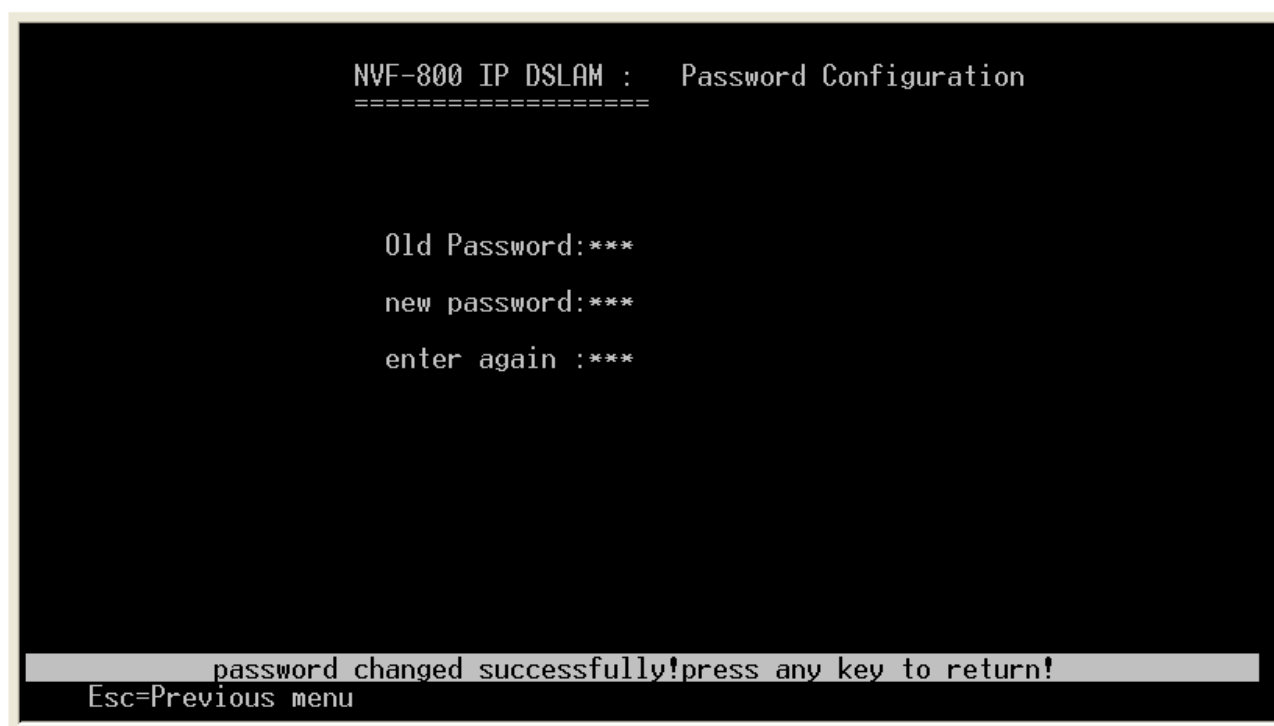 NVF-800 IP DSLAM :   Password Configuration
===================
Old Password:***
new password:***
enter again :***
password changed successfully!press any key to return!
Esc=Previous menu